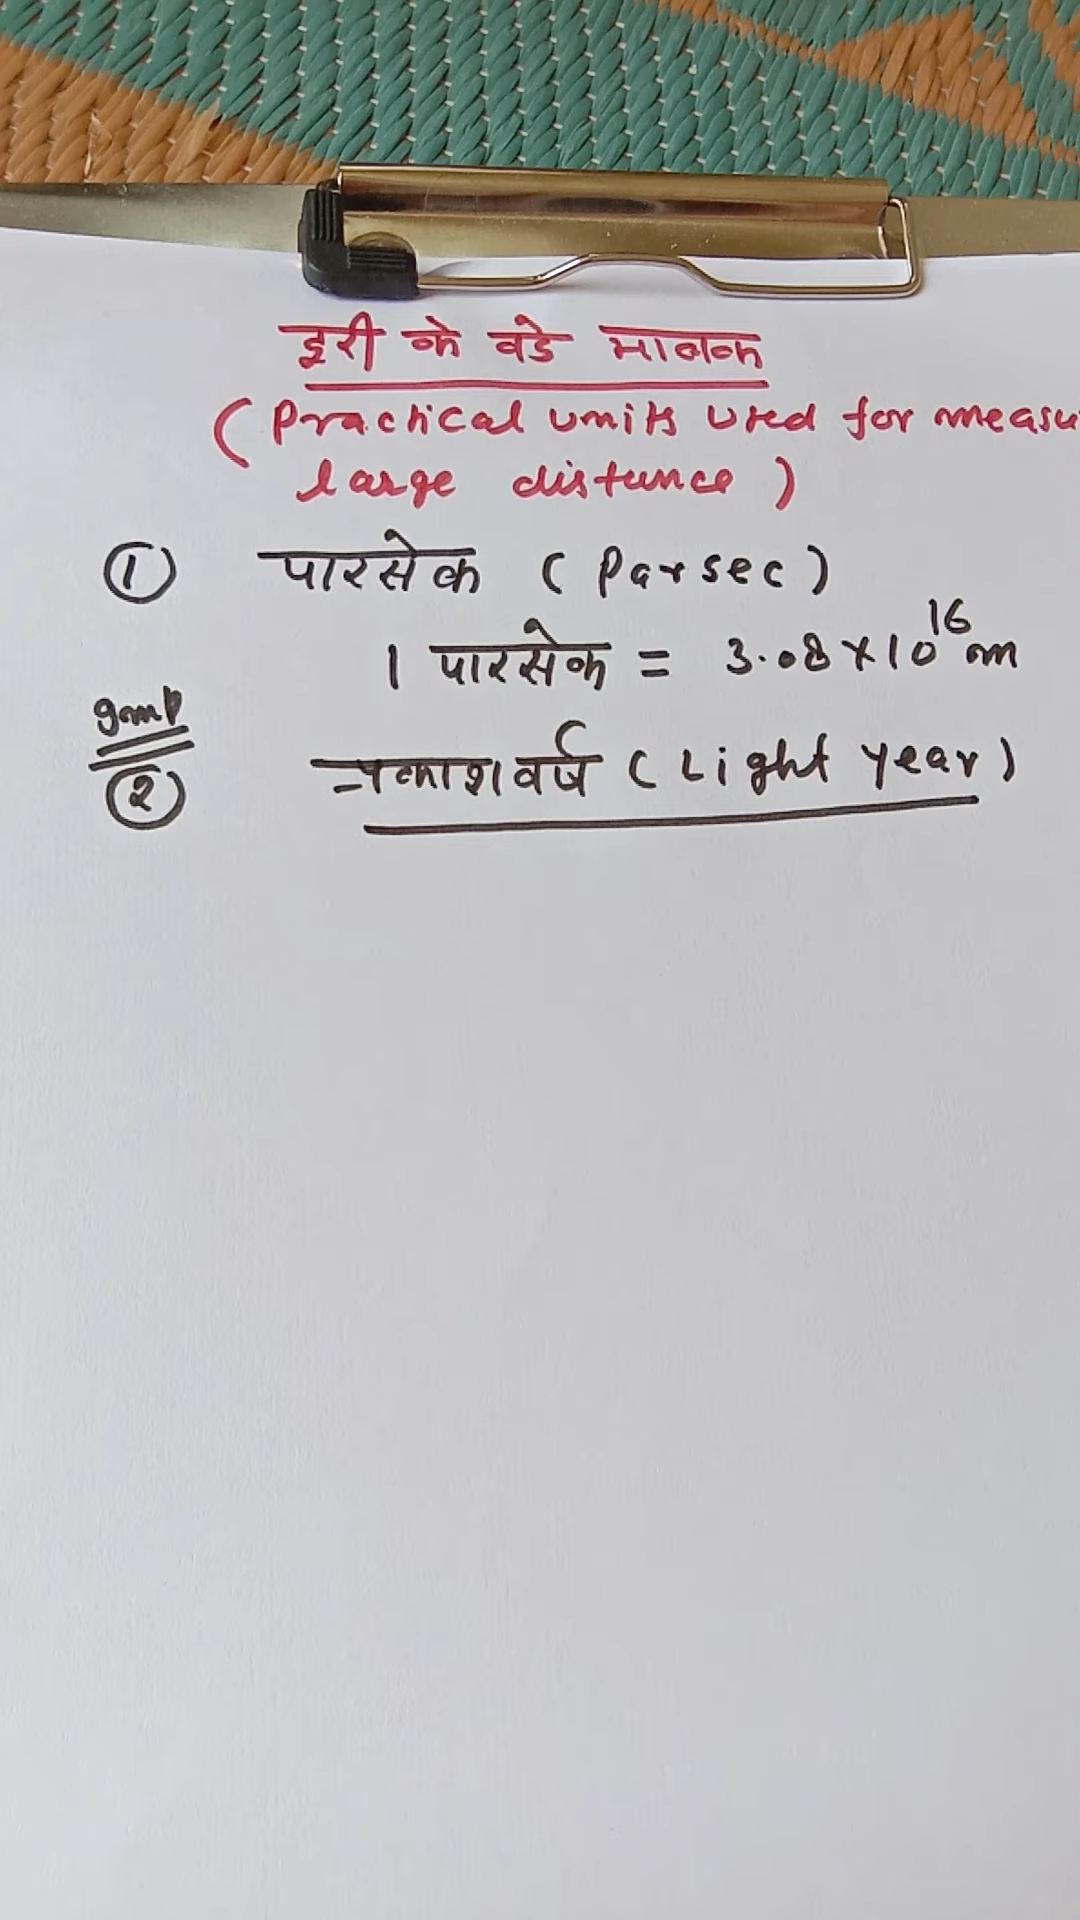 दूरी के बडे मात्रक
( Practical units used for measu
large distance )
① पारसेक ( Parsec )
1 पारसेक = 3.08 × 10¹⁶ m
Imp
② प्रकाशवर्ष ( Light year )